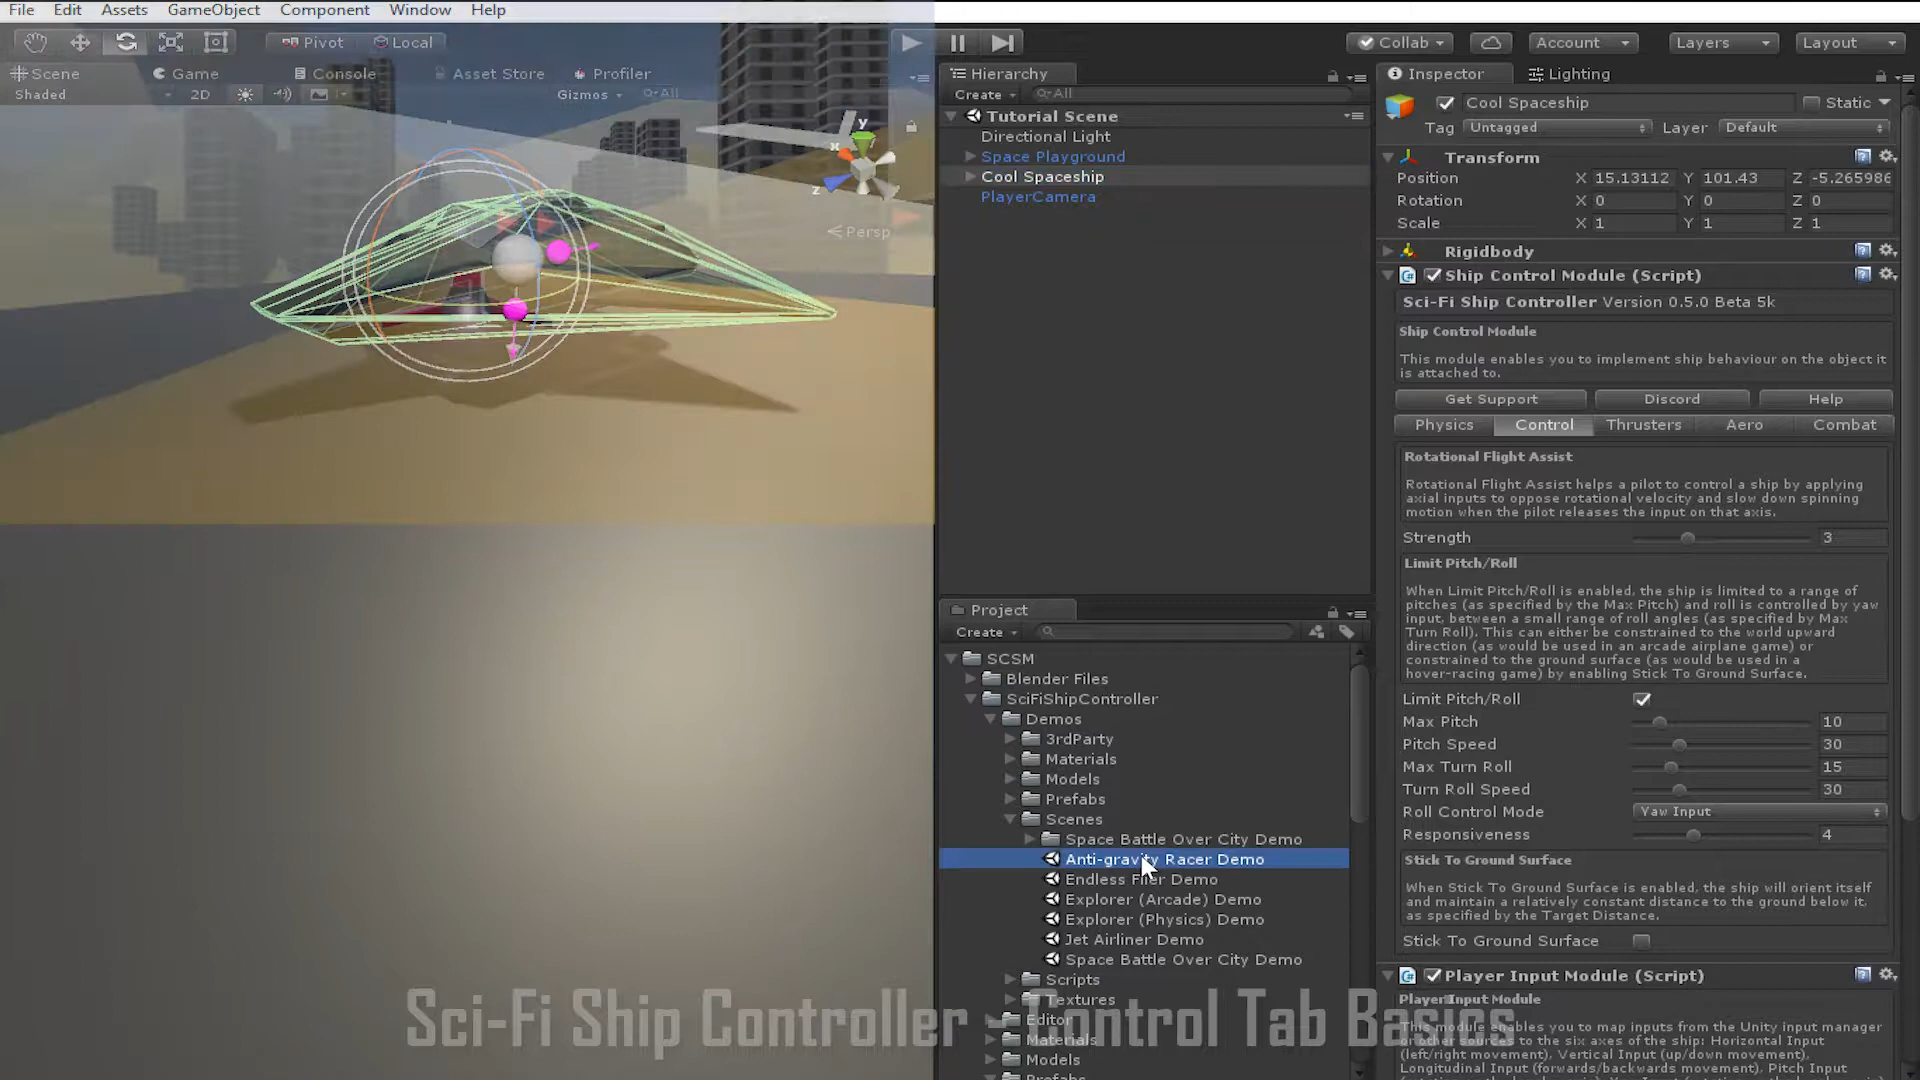 File Edit Assets GameObject Component Window Help
Pivot Local
Collab Account Layers Layout
Scene Game Console Asset Store Profiler
Shaded 2D Gizmos All
y
x
z
Persp
Hierarchy
Create All
Tutorial Scene
Directional Light
Space Playground
Cool Spaceship
PlayerCamera
Project
Create
SCSM
Blender Files
SciFiShipController
Demos
3rdParty
Materials
Models
Prefabs
Scenes
Space Battle Over City Demo
Anti-gravity Racer Demo
Endless Flier Demo
Explorer (Arcade) Demo
Explorer (Physics) Demo
Jet Airliner Demo
Space Battle Over City Demo
Scripts
Textures
Editor
Materials
Models
Prefabs
Inspector Lighting
Cool Spaceship Static
Tag Untagged Layer Default
Transform
Position X 15.13112 Y 101.43 Z -5.265986
Rotation X 0 Y 0 Z 0
Scale X 1 Y 1 Z 1
Rigidbody
Ship Control Module (Script)
Sci-Fi Ship Controller Version 0.5.0 Beta 5k
Ship Control Module
This module enables you to implement ship behaviour on the object it
is attached to.
Get Support Discord Help
Physics Control Thrusters Aero Combat
Rotational Flight Assist
Rotational Flight Assist helps a pilot to control a ship by applying
axial inputs to oppose rotational velocity and slow down spinning
motion when the pilot releases the input on that axis.
Strength 3
Limit Pitch/Roll
When Limit Pitch/Roll is enabled, the ship is limited to a range of
pitches (as specified by the Max Pitch) and roll is controlled by yaw
input, between a small range of roll angles (as specified by Max
Turn Roll). This can either be constrained to the world upward
direction (as would be used in an arcade airplane game) or
constrained to the ground surface (as would be used in a
hover-racing game) by enabling Stick To Ground Surface.
Limit Pitch/Roll
Max Pitch 10
Pitch Speed 30
Max Turn Roll 15
Turn Roll Speed 30
Roll Control Mode Yaw Input
Responsiveness 4
Stick To Ground Surface
When Stick To Ground Surface is enabled, the ship will orient itself
and maintain a relatively constant distance to the ground below it,
as specified by the Target Distance.
Stick To Ground Surface
Player Input Module (Script)
Player Input Module
This module enables you to map inputs from the Unity input manager
or other sources to the six axes of the ship: Horizontal Input
(left/right movement), Vertical Input (up/down movement),
Longitudinal Input (forwards/backwards movement), Pitch Input
Sci-Fi Ship Controller - Control Tab Basics